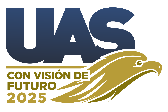 UAS
CON VISIÓN DE
FUTURO
2025